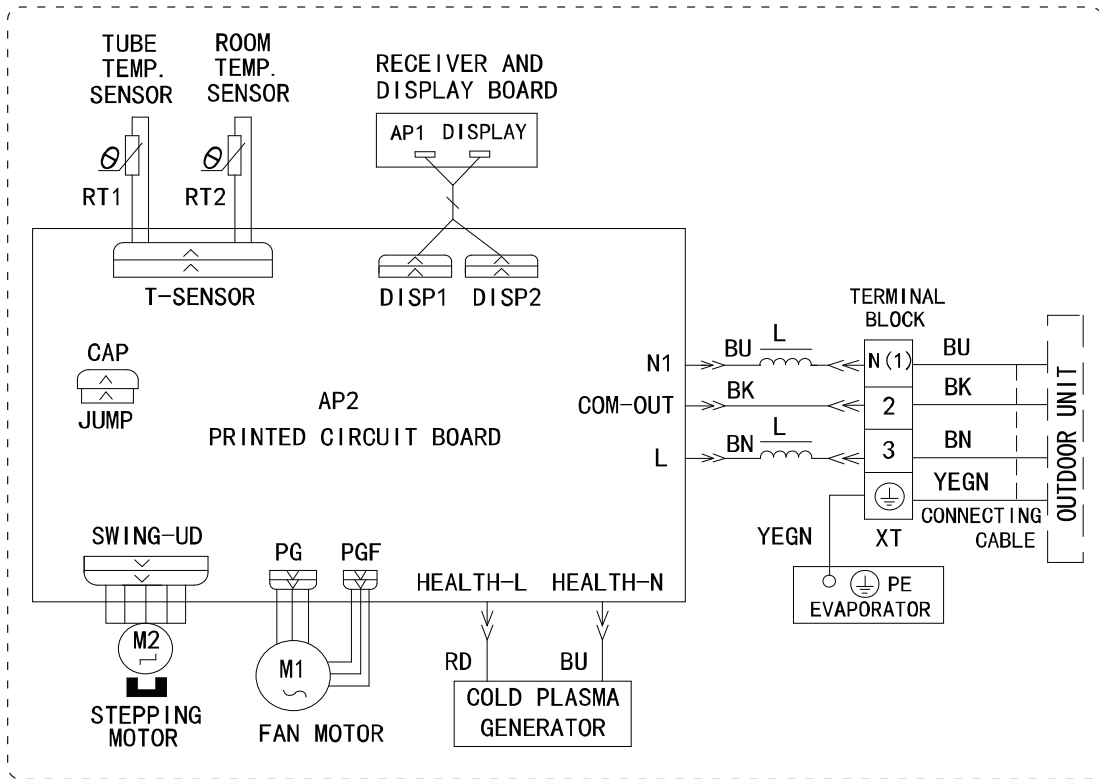 TUBE
TEMP.
SENSOR
ROOM
TEMP.
SENSOR
RECEIVER AND
DISPLAY BOARD
AP1 DISPLAY
RT1
RT2
T-SENSOR
DISP1
DISP2
CAP
JUMP
AP2
PRINTED CIRCUIT BOARD
N1
COM-OUT
L
BU
L
BK
BN
L
TERMINAL
BLOCK
N(1)
2
3
XT
BU
BK
BN
YEGN
CONNECTING
CABLE
OUTDOOR UNIT
YEGN
PE
EVAPORATOR
SWING-UD
M2
STEPPING
MOTOR
PG
PGF
M1
FAN MOTOR
HEALTH-L
HEALTH-N
RD
BU
COLD PLASMA
GENERATOR